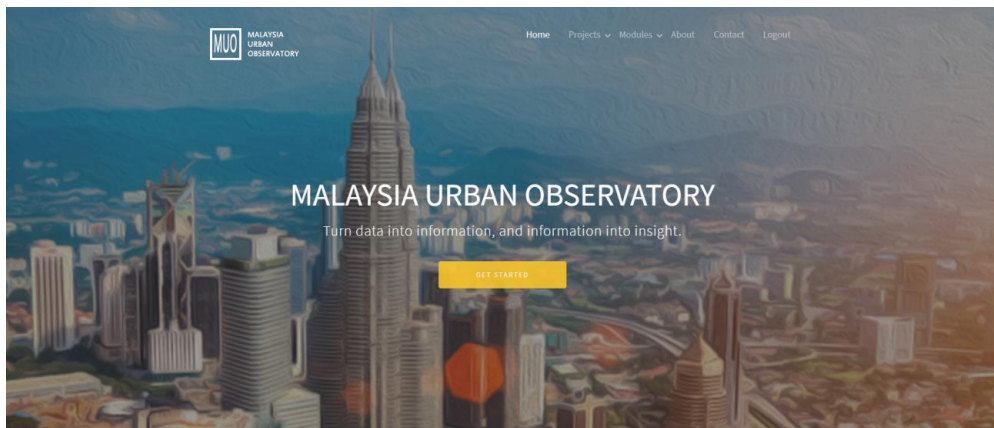 MUO
MALAYSIA
URBAN
OBSERVATORY
Home Projects Modules About Contact Logout
MALAYSIA URBAN OBSERVATORY
Turn data into information, and information into insight.
GET STARTED